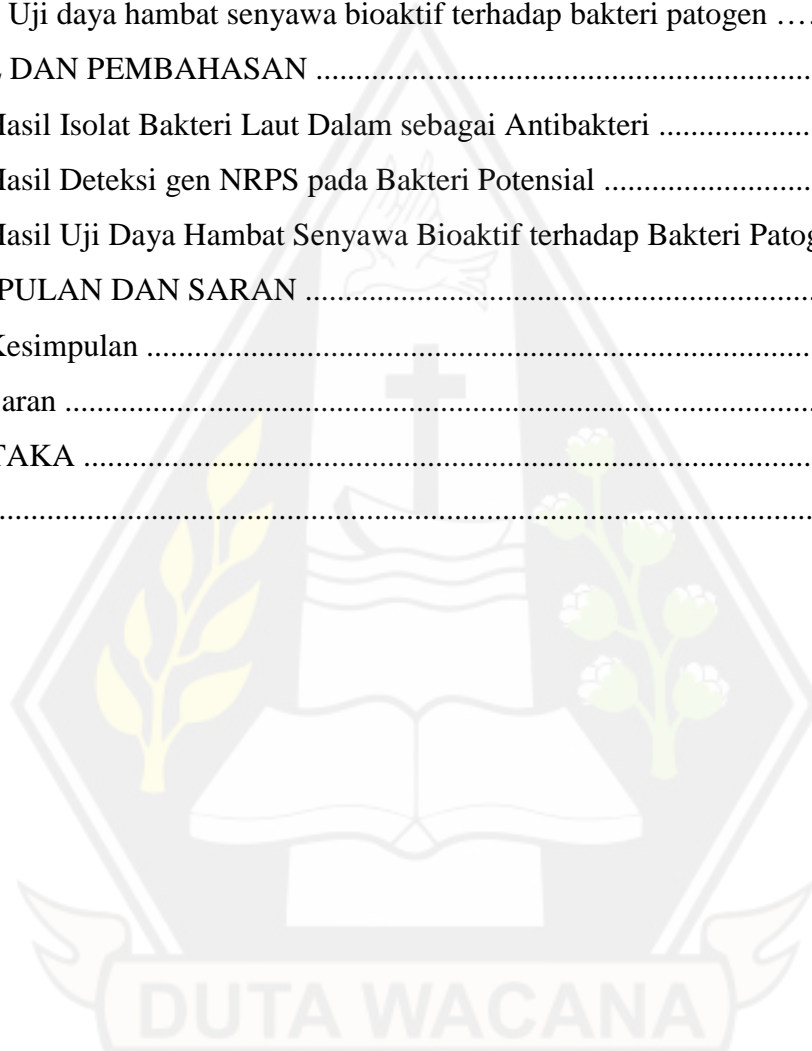 Uji daya hambat senyawa bioaktif terhadap bakteri patogen ….
DAN PEMBAHASAN ...............................................................................
Hasil Isolat Bakteri Laut Dalam sebagai Antibakteri .........................
Hasil Deteksi gen NRPS pada Bakteri Potensial ..................................
Hasil Uji Daya Hambat Senyawa Bioaktif terhadap Bakteri Patog
PULAN DAN SARAN .................................................................................
Kesimpulan ..............................................................................................................
aran ............................................................................................................................
TAKA .........................................................................................................................
.......................................................................................................................................
DUTA WACANA